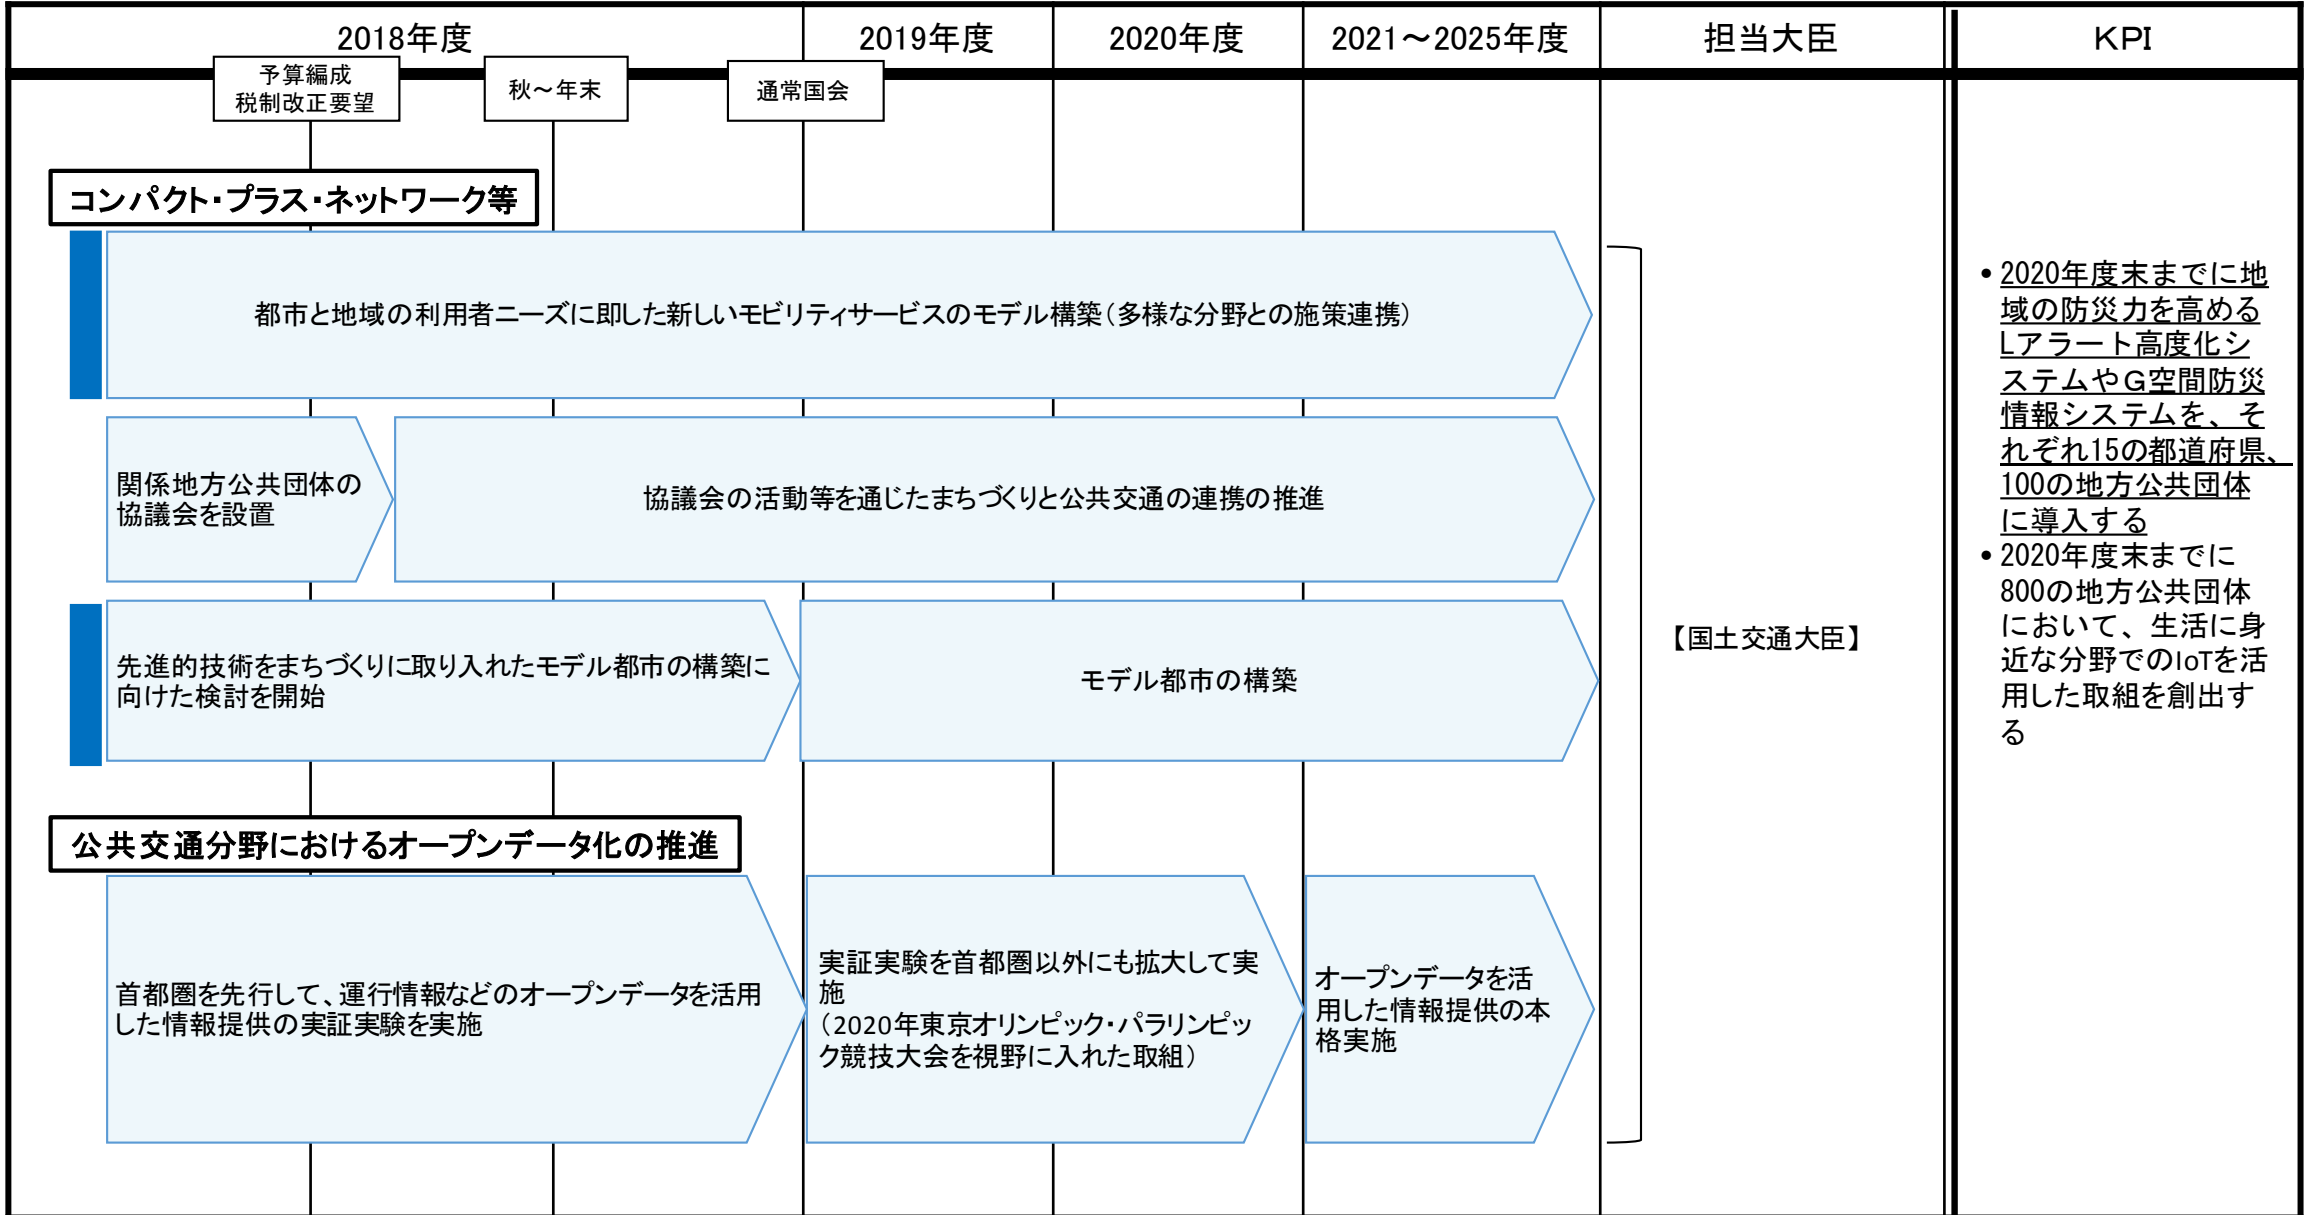 2018年度
2019年度
2020年度
2021～2025年度
担当大臣
KPI
予算編成
税制改正要望
秋～年末
通常国会
コンパクト・プラス・ネットワーク等
都市と地域の利用者ニーズに即した新しいモビリティサービスのモデル構築（多様な分野との施策連携）
関係地方公共団体の
協議会を設置
協議会の活動等を通じたまちづくりと公共交通の連携の推進
先進的技術をまちづくりに取り入れたモデル都市の構築に
向けた検討を開始
モデル都市の構築
公共交通分野におけるオープンデータ化の推進
首都圏を先行して、運行情報などのオープンデータを活用
した情報提供の実証実験を実施
実証実験を首都圏以外にも拡大して実
施
（2020年東京オリンピック・パラリンピッ
ク競技大会を視野に入れた取組）
オープンデータを活
用した情報提供の本
格実施
【国土交通大臣】
• 2020年度末までに地
域の防災力を高める
Lアラート高度化シ
ステムやＧ空間防災
情報システムを、そ
れぞれ15の都道府県、
100の地方公共団体
に導入する
• 2020年度末までに
800の地方公共団体
において、生活に身
近な分野でのIoTを活
用した取組を創出す
る